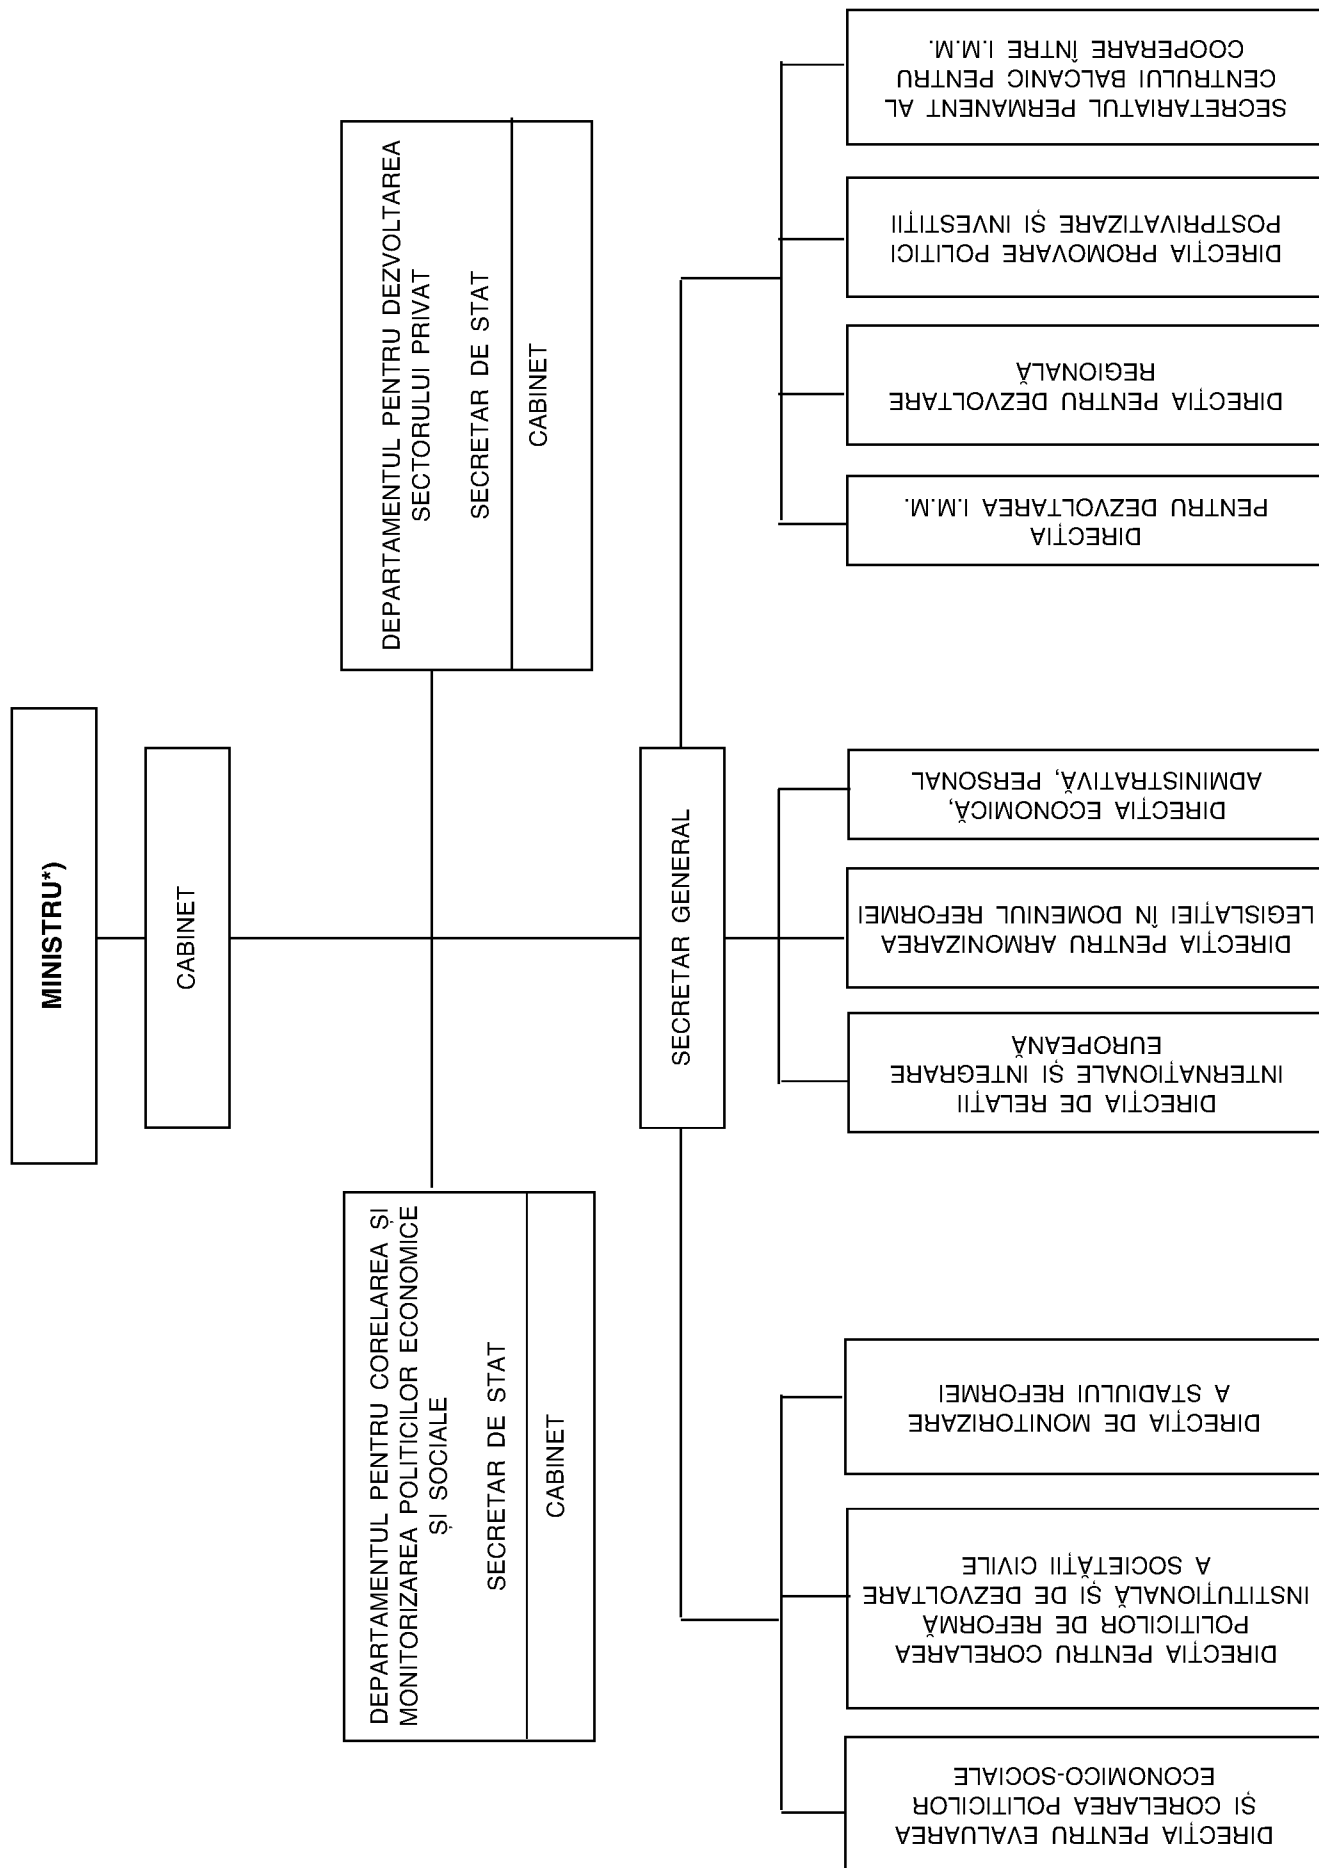 MINISTRU*)
CABINET
DEPARTAMENTUL PENTRU CORELAREA ȘI
MONITORIZAREA POLITICILOR ECONOMICE
ȘI SOCIALE
SECRETAR DE STAT
CABINET
DEPARTAMENTUL PENTRU DEZVOLTAREA
SECTORULUI PRIVAT
SECRETAR DE STAT
CABINET
SECRETAR GENERAL
DIRECȚIA PENTRU EVALUAREA
ȘI CORELAREA POLITICILOR
ECONOMICO-SOCIALE
DIRECȚIA PENTRU CORELAREA
POLITICILOR DE REFORMĂ
INSTITUȚIONALĂ ȘI DE DEZVOLTARE
A SOCIETĂȚII CIVILE
DIRECȚIA DE MONITORIZARE
A STADIULUI REFORMEI
DIRECȚIA DE RELAȚII
INTERNAȚIONALE ȘI INTEGRARE
EUROPEANĂ
DIRECȚIA PENTRU ARMONIZAREA
LEGISLAȚIEI ÎN DOMENIUL REFORMEI
DIRECȚIA ECONOMICĂ,
ADMINISTRATIVĂ, PERSONAL
DIRECȚIA
PENTRU DEZVOLTAREA I.M.M.
DIRECȚIA PENTRU DEZVOLTARE
REGIONALĂ
DIRECȚIA PROMOVARE POLITICI
POSTPRIVATIZARE ȘI INVESTIȚII
SECRETARIATUL PERMANENT AL
CENTRULUI BALCANIC PENTRU
COOPERARE ÎNTRE I.M.M.